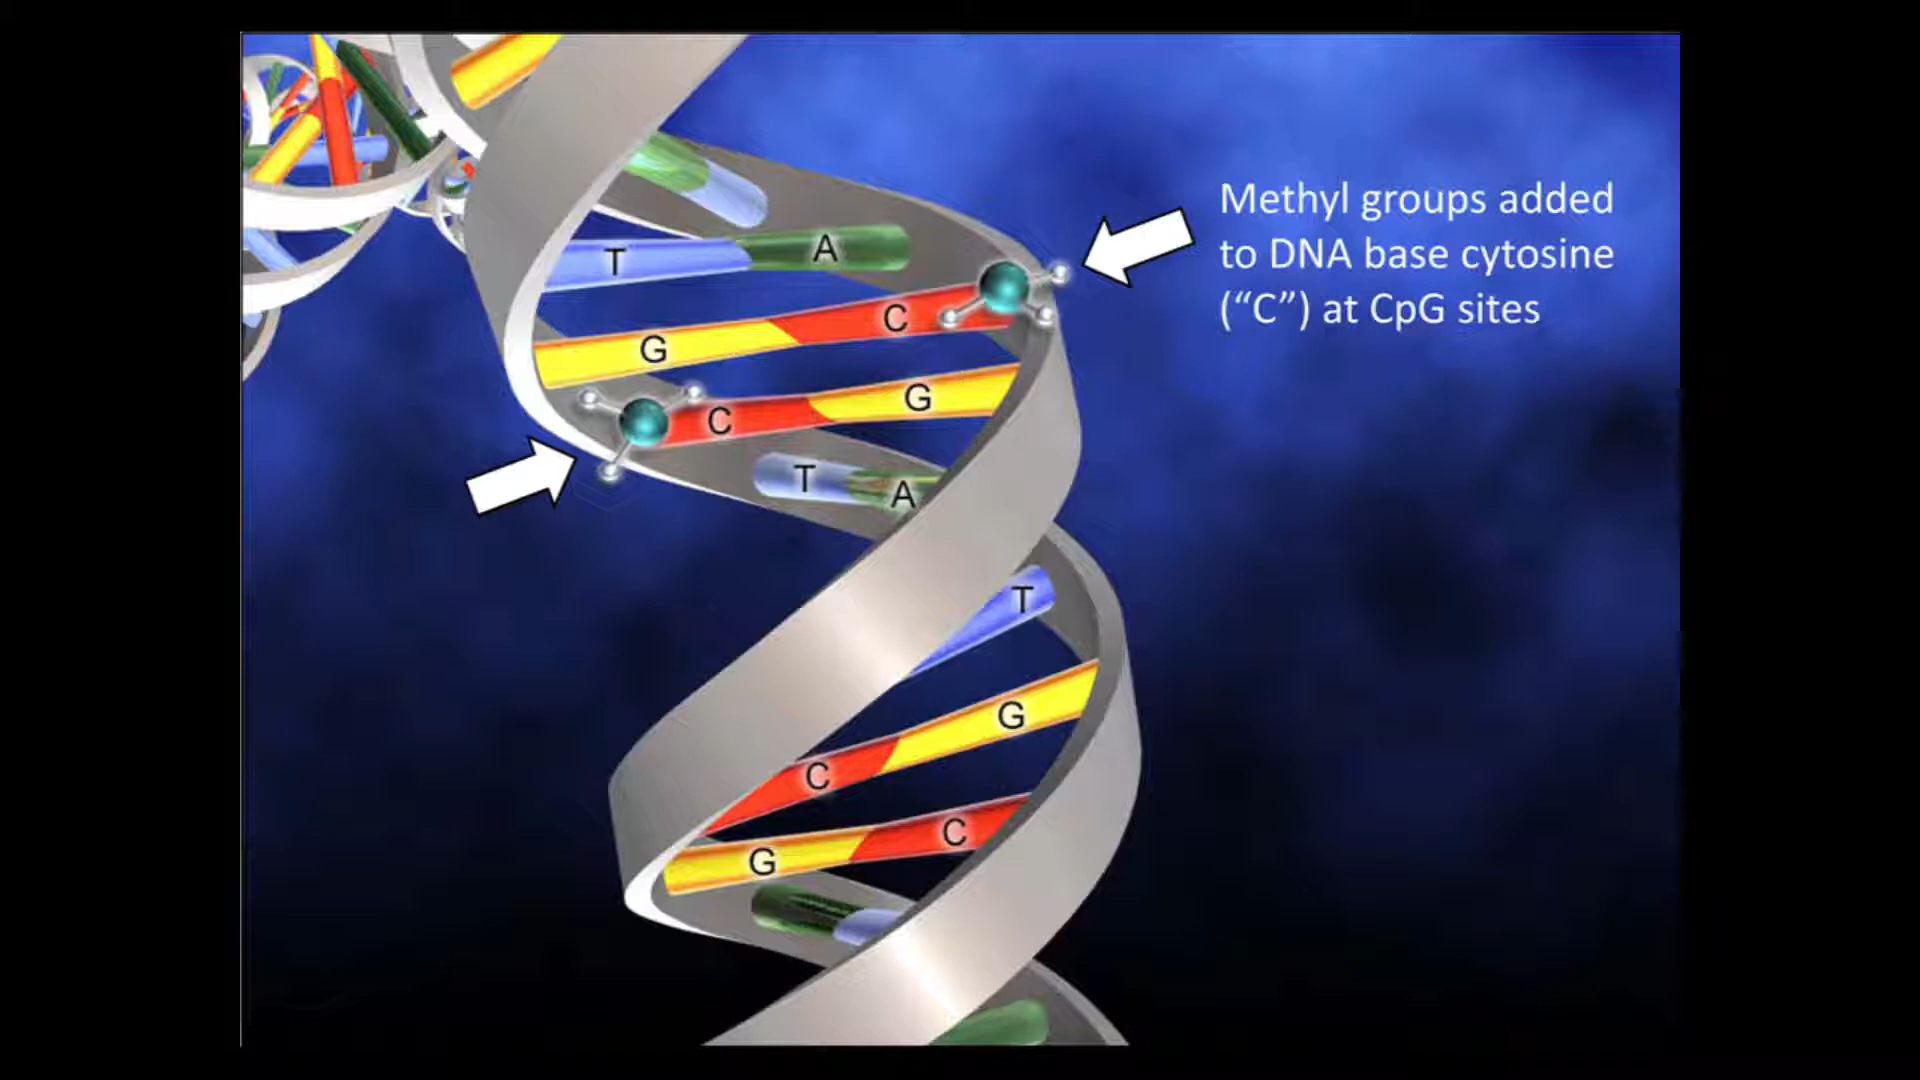 Methyl groups added
to DNA base cytosine
(“C”) at CpG sites
T A
G C
C G
T A
T
C G
G C